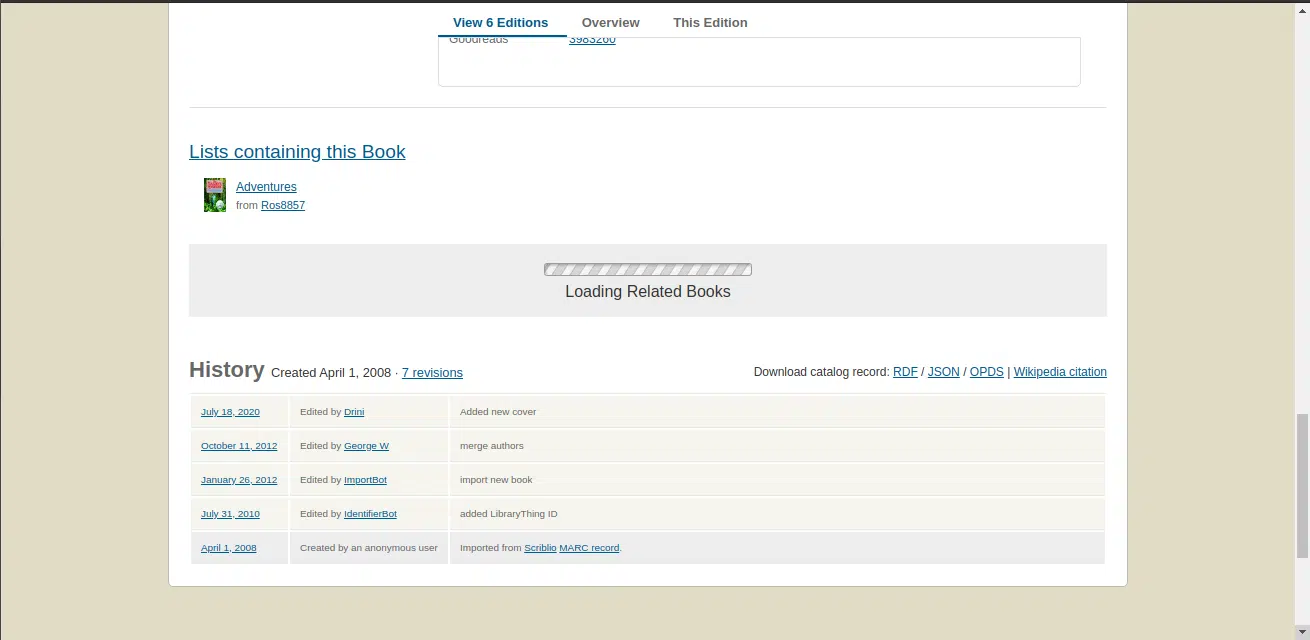 View 6 Editions Overview This Edition
Goodreads 3983260
Lists containing this Book
Adventures
from Ros8857
Loading Related Books
History Created April 1, 2008 · 7 revisions Download catalog record: RDF / JSON / OPDS | Wikipedia citation
July 18, 2020 Edited by Drini Added new cover
October 11, 2012 Edited by George W merge authors
January 26, 2012 Edited by ImportBot import new book
July 31, 2010 Edited by IdentifierBot added LibraryThing ID
April 1, 2008 Created by an anonymous user Imported from Scriblio MARC record.